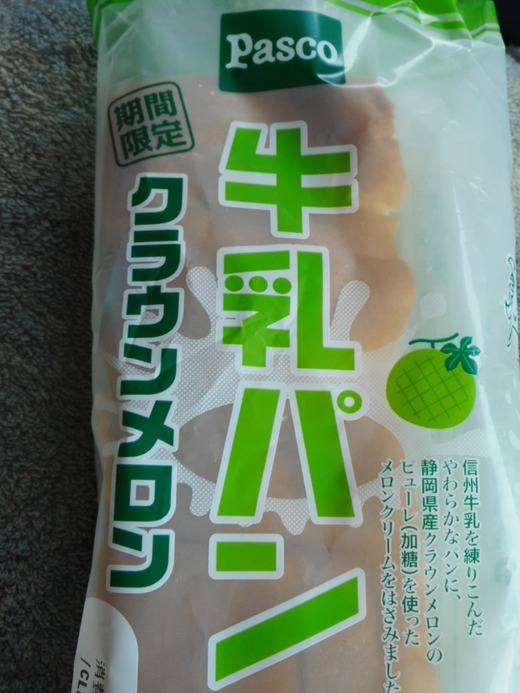 Pasco
期間
限定
牛乳パン
クラウンメロン
信州牛乳を練りこんだ
やわらかなパンに、
静岡県産クラウンメロンの
ピューレ(加糖)を使った
メロンクリームをはさみました